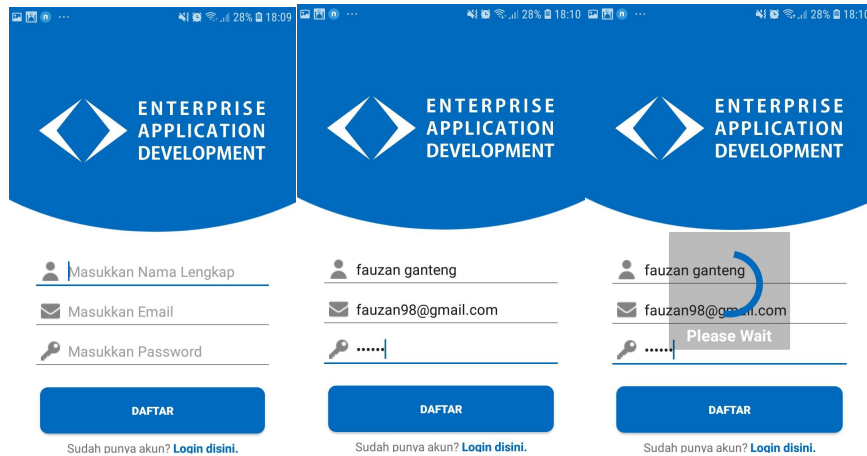 28% 18:09
ENTERPRISE
APPLICATION
DEVELOPMENT
Masukkan Nama Lengkap
Masukkan Email
Masukkan Password
DAFTAR
Sudah punya akun? Login disini.
28% 18:10
ENTERPRISE
APPLICATION
DEVELOPMENT
fauzan ganteng
fauzan98@gmail.com
••••••
DAFTAR
Sudah punya akun? Login disini.
28% 18:10
ENTERPRISE
APPLICATION
DEVELOPMENT
fauzan ganteng
fauzan98@gmail.com
Please Wait
••••••
DAFTAR
Sudah punya akun? Login disini.